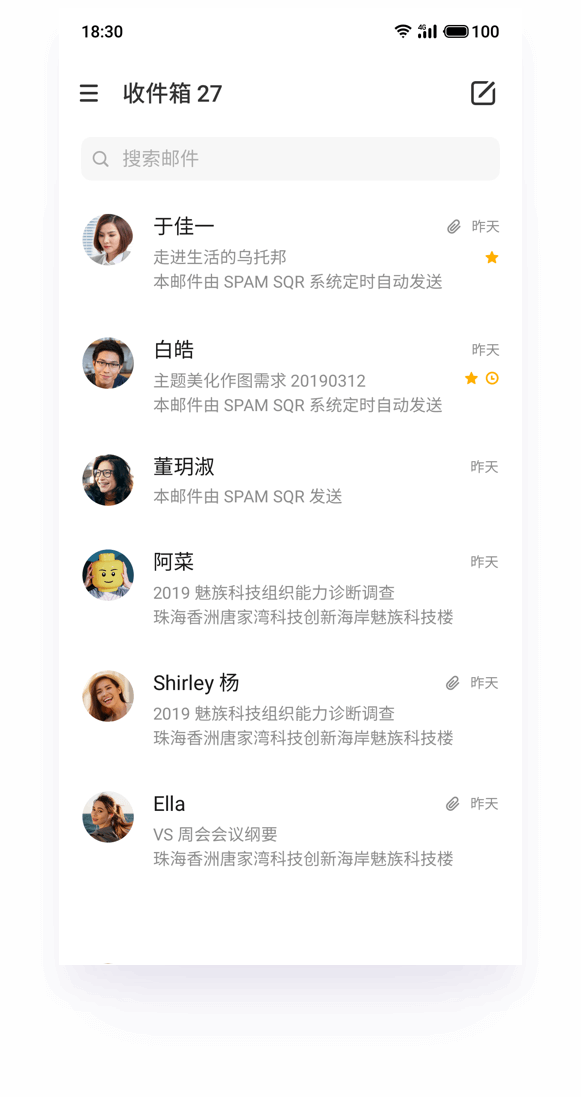 18:30
4G
100
收件箱 27
搜索邮件
于佳一
昨天
走进生活的乌托邦
本邮件由 SPAM SQR 系统定时自动发送
白皓
昨天
主题美化作图需求 20190312
本邮件由 SPAM SQR 系统定时自动发送
董玥淑
昨天
本邮件由 SPAM SQR 发送
阿菜
昨天
2019 魅族科技组织能力诊断调查
珠海香洲唐家湾科技创新海岸魅族科技楼
Shirley 杨
昨天
2019 魅族科技组织能力诊断调查
珠海香洲唐家湾科技创新海岸魅族科技楼
Ella
昨天
VS 周会会议纲要
珠海香洲唐家湾科技创新海岸魅族科技楼